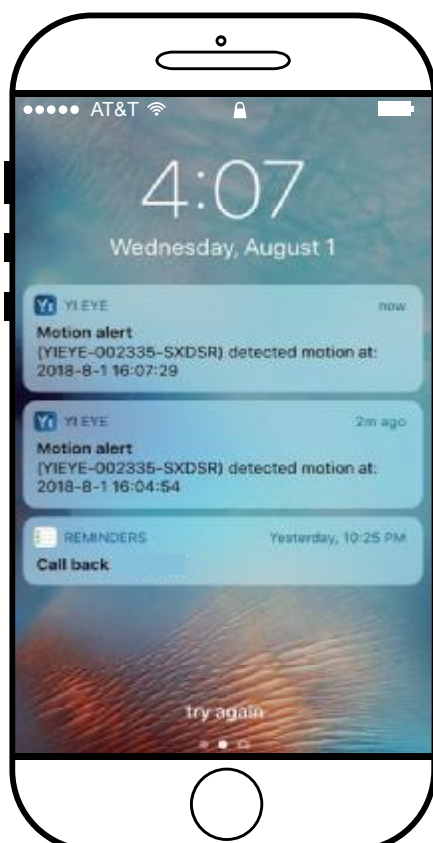 AT&T
4:07
Wednesday, August 1
Yi YI EYE now
Motion alert
(YIEYE-002335-SXDSR) detected motion at:
2018-8-1 16:07:29
Yi YI EYE 2m ago
Motion alert
(YIEYE-002335-SXDSR) detected motion at:
2018-8-1 16:04:54
REMINDERS Yesterday, 10:25 PM
Call back
try again